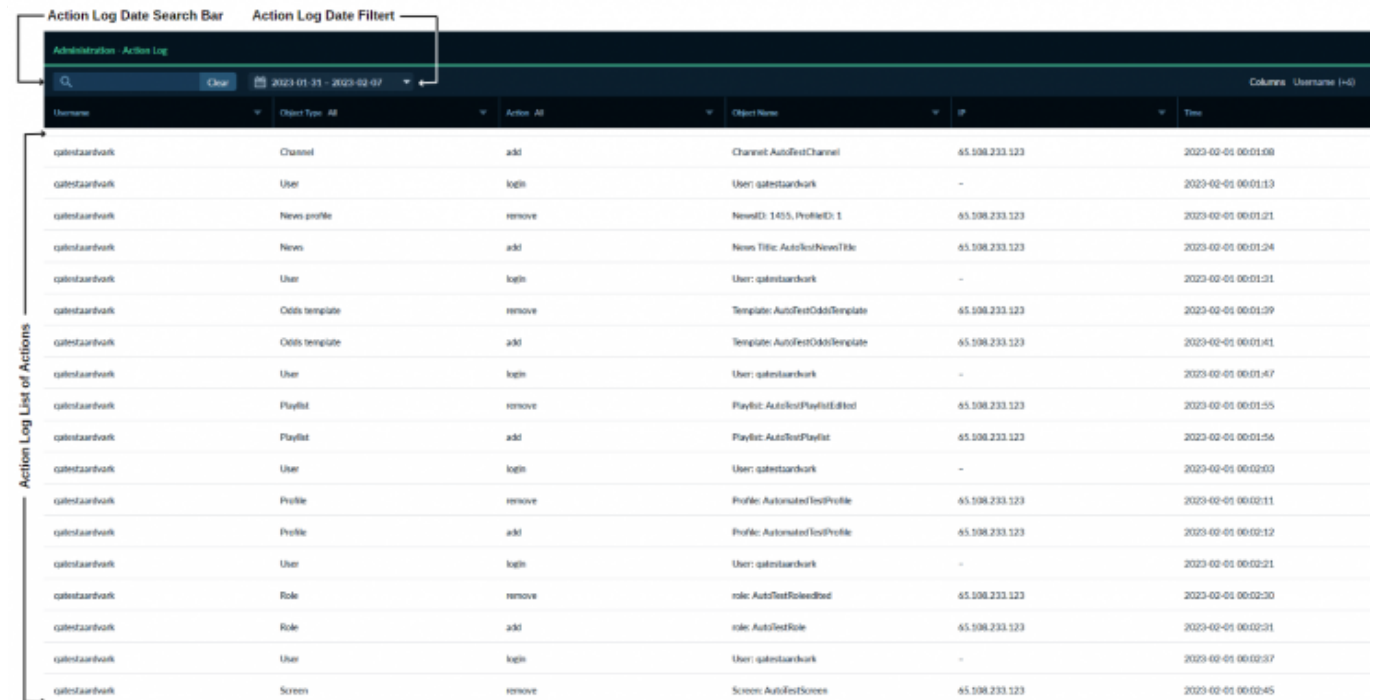 Action Log Date Search Bar Action Log Date Filtert
Administration - Action Log
Clear 2023-01-31 - 2023-02-07 Columns Username (+6)
Username Object Type All Action All Object Name IP Time
qatestaardvark Channel add Channel: AutoTestChannel 65.108.233.123 2023-02-01 00:01:08
qatestaardvark User login User: qatestaardvark - 2023-02-01 00:01:13
qatestaardvark News profile remove NewsID: 1455, ProfileID: 1 65.108.233.123 2023-02-01 00:01:21
qatestaardvark News add News Title: AutoTestNewsTitle 65.108.233.123 2023-02-01 00:01:24
qatestaardvark User login User: qatestaardvark - 2023-02-01 00:01:31
qatestaardvark Odds template remove Template: AutoTestOddsTemplate 65.108.233.123 2023-02-01 00:01:39
qatestaardvark Odds template add Template: AutoTestOddsTemplate 65.108.233.123 2023-02-01 00:01:41
qatestaardvark User login User: qatestaardvark - 2023-02-01 00:01:47
qatestaardvark Playlist remove Playlist: AutoTestPlaylistEdited 65.108.233.123 2023-02-01 00:01:55
qatestaardvark Playlist add Playlist: AutoTestPlaylist 65.108.233.123 2023-02-01 00:01:56
qatestaardvark User login User: qatestaardvark - 2023-02-01 00:02:03
qatestaardvark Profile remove Profile: AutomatedTestProfile 65.108.233.123 2023-02-01 00:02:11
qatestaardvark Profile add Profile: AutomatedTestProfile 65.108.233.123 2023-02-01 00:02:12
qatestaardvark User login User: qatestaardvark - 2023-02-01 00:02:21
qatestaardvark Role remove role: AutoTestRoleedited 65.108.233.123 2023-02-01 00:02:30
qatestaardvark Role add role: AutoTestRole 65.108.233.123 2023-02-01 00:02:31
qatestaardvark User login User: qatestaardvark - 2023-02-01 00:02:37
qatestaardvark Screen remove Screen: AutoTestScreen 65.108.233.123 2023-02-01 00:02:45
Action Log List of Actions